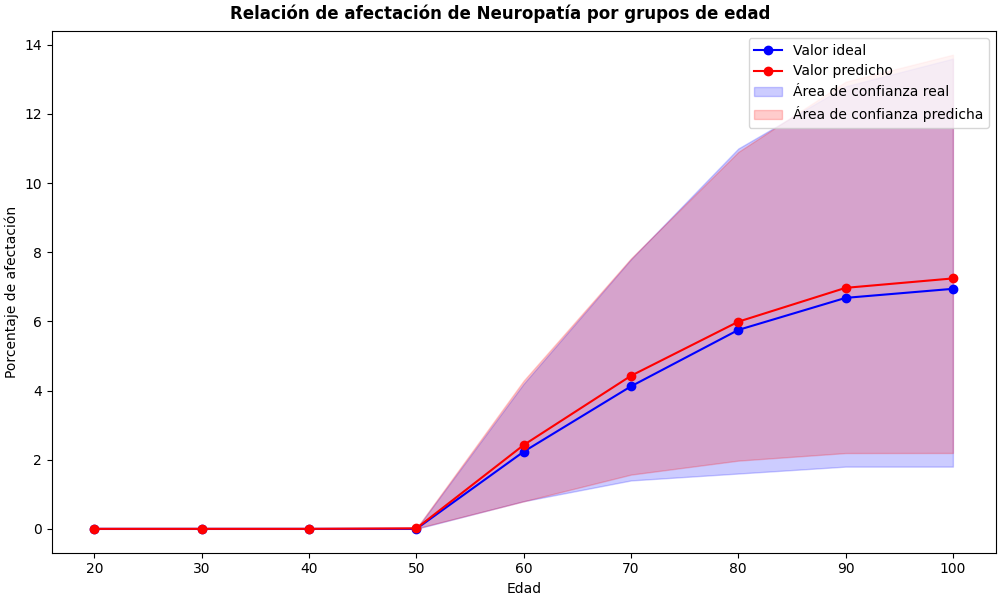 Relación de afectación de Neuropatía por grupos de edad
Valor ideal
Valor predicho
Área de confianza real
Área de confianza predicha
Porcentaje de afectación
14
12
10
8
6
4
2
0
20 30 40 50 60 70 80 90 100
Edad